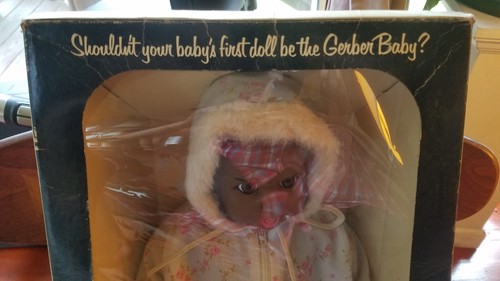 Shouldn't your baby's first doll be the Gerber Baby?